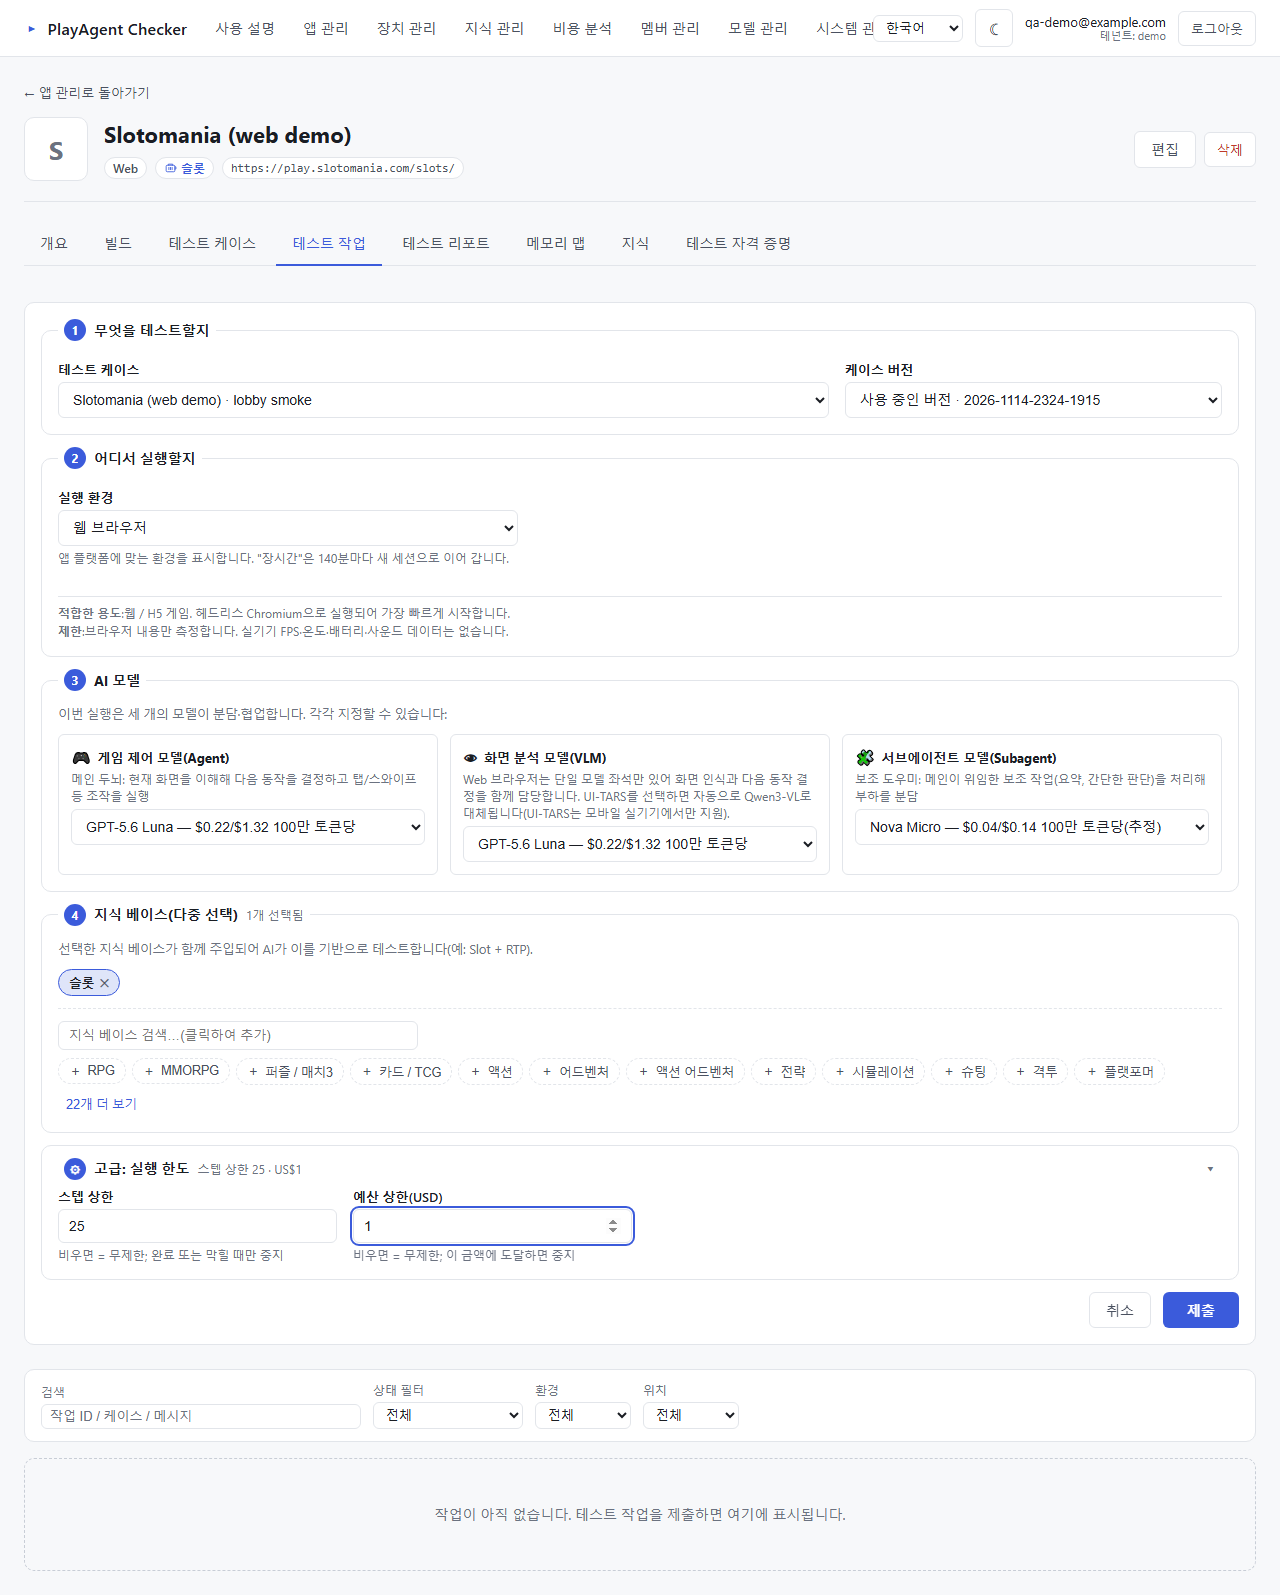 PlayAgent Checker
사용 설명
앱 관리
장치 관리
지식 관리
비용 분석
멤버 관리
모델 관리
시스템 관
한국어
qa-demo@example.com
테넌트: demo
로그아웃
← 앱 관리로 돌아가기
S
Slotomania (web demo)
Web
슬롯
https://play.slotomania.com/slots/
편집
삭제
개요
빌드
테스트 케이스
테스트 작업
테스트 리포트
메모리 맵
지식
테스트 자격 증명
1 무엇을 테스트할지
테스트 케이스
Slotomania (web demo) · lobby smoke
케이스 버전
사용 중인 버전 · 2026-1114-2324-1915
2 어디서 실행할지
실행 환경
웹 브라우저
앱 플랫폼에 맞는 환경을 표시합니다. "장시간"은 140분마다 새 세션으로 이어 갑니다.
적합한 용도:웹 / H5 게임. 헤드리스 Chromium으로 실행되어 가장 빠르게 시작합니다.
제한:브라우저 내용만 측정합니다. 실기기 FPS·온도·배터리·사운드 데이터는 없습니다.
3 AI 모델
이번 실행은 세 개의 모델이 분담·협업합니다. 각각 지정할 수 있습니다:
게임 제어 모델(Agent)
메인 두뇌: 현재 화면을 이해해 다음 동작을 결정하고 탭/스와이프
등 조작을 실행
GPT-5.6 Luna — $0.22/$1.32 100만 토큰당
화면 분석 모델(VLM)
Web 브라우저는 단일 모델 좌석만 있어 화면 인식과 다음 동작 결
정을 함께 담당합니다. UI-TARS를 선택하면 자동으로 Qwen3-VL로
대체됩니다(UI-TARS는 모바일 실기기에서만 지원).
GPT-5.6 Luna — $0.22/$1.32 100만 토큰당
서브에이전트 모델(Subagent)
보조 도우미: 메인이 위임한 보조 작업(요약, 간단한 판단)을 처리해
부하를 분담
Nova Micro — $0.04/$0.14 100만 토큰당(추정)
4 지식 베이스(다중 선택) 1개 선택됨
선택한 지식 베이스가 함께 주입되어 AI가 이를 기반으로 테스트합니다(예: Slot + RTP).
슬롯 ×
지식 베이스 검색…(클릭하여 추가)
+ RPG
+ MMORPG
+ 퍼즐 / 매치3
+ 카드 / TCG
+ 액션
+ 어드벤처
+ 액션 어드벤처
+ 전략
+ 시뮬레이션
+ 슈팅
+ 격투
+ 플랫포머
22개 더 보기
고급: 실행 한도 스텝 상한 25 · US$1
스텝 상한
25
비우면 = 무제한; 완료 또는 막힐 때만 중지
예산 상한(USD)
1
비우면 = 무제한; 이 금액에 도달하면 중지
취소
제출
검색
작업 ID / 케이스 / 메시지
상태 필터
전체
환경
전체
위치
전체
작업이 아직 없습니다. 테스트 작업을 제출하면 여기에 표시됩니다.